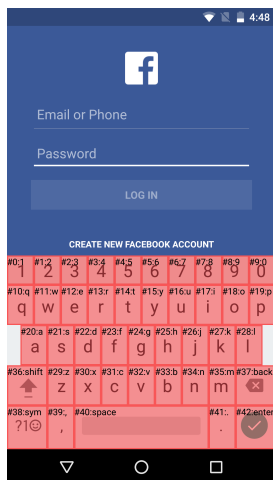 4:48
f
Email or Phone
Password
LOG IN
CREATE NEW FACEBOOK ACCOUNT
#0:1 #1:2 #2:3 #3:4 #4:5 #5:6 #6:7 #7:8 #8:9 #9:0
1 2 3 4 5 6 7 8 9 0
#10:q #11:w #12:e #13:r #14:t #15:y #16:u #17:i #18:o #19:p
q w e r t y u i o p
#20:a #21:s #22:d #23:f #24:g #25:h #26:j #27:k #28:l
a s d f g h j k l
#36:shift #29:z #30:x #31:c #32:v #33:b #34:n #35:m #37:back
z x c v b n m
#38:sym #39:, #40:space #41:. #42:enter
?1☺ , .